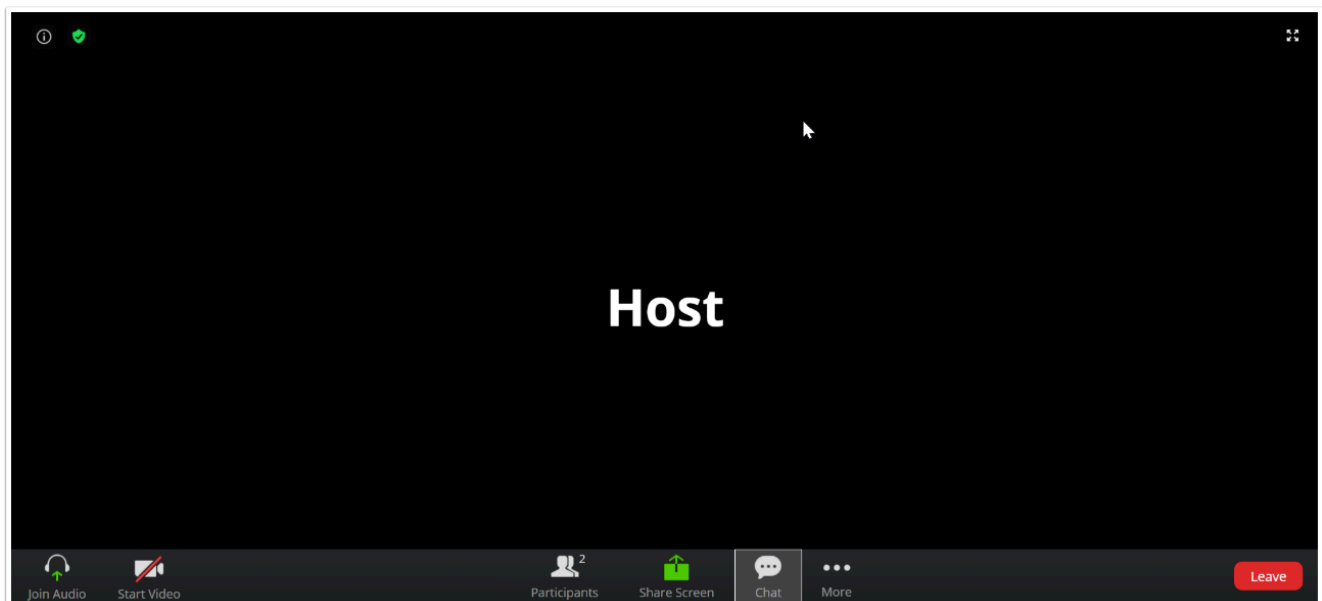 Host
2
Join Audio
Start Video
Participants
Share Screen
Chat
More
Leave